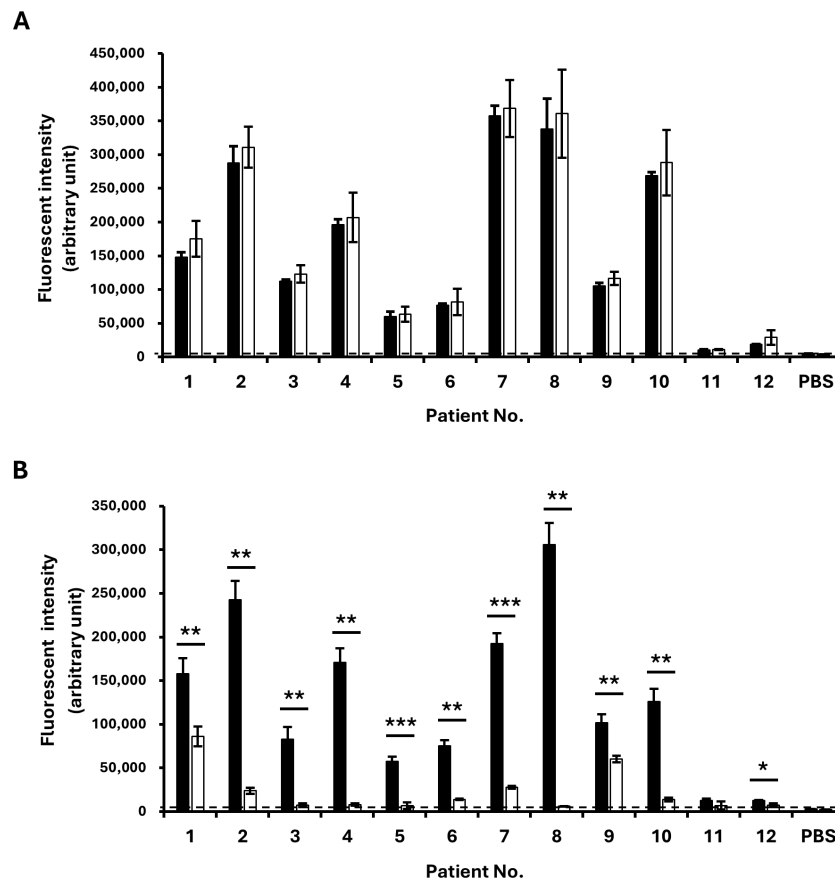 A
450,000
400,000
350,000
300,000
250,000
200,000
150,000
100,000
50,000
0
Fluorescent intensity
(arbitrary unit)
1 2 3 4 5 6 7 8 9 10 11 12 PBS
Patient No.
B
350,000
300,000
250,000
200,000
150,000
100,000
50,000
0
Fluorescent intensity
(arbitrary unit)
** ** ** ** *** ** *** ** ** ** *
1 2 3 4 5 6 7 8 9 10 11 12 PBS
Patient No.